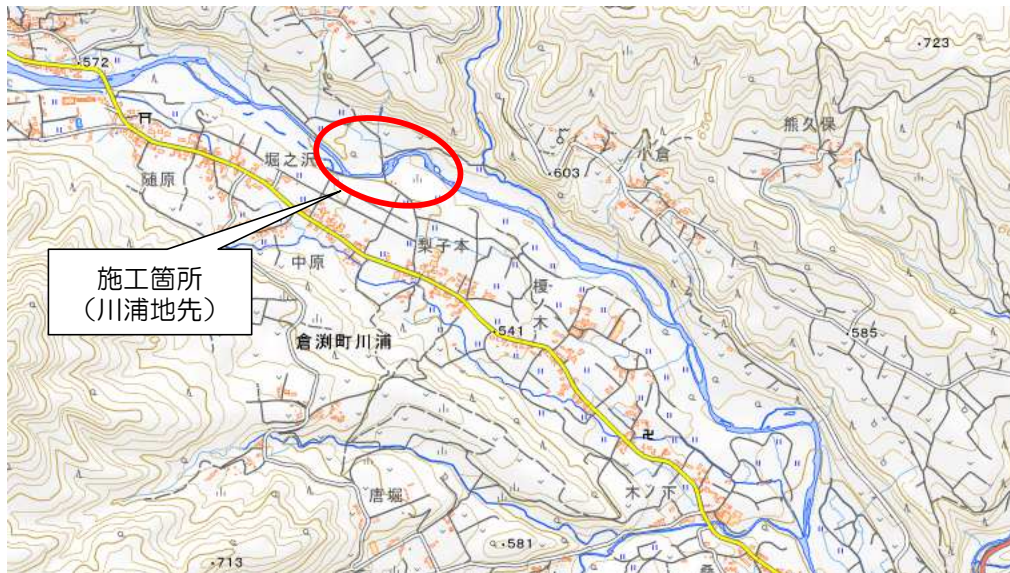 723
572
熊久保
小倉
堀之沢
603
随原
梨子本
中原
榎ノ木
施工箇所
（川浦地先）
541
585
倉渕町川浦
木ノ下
唐堀
581
713